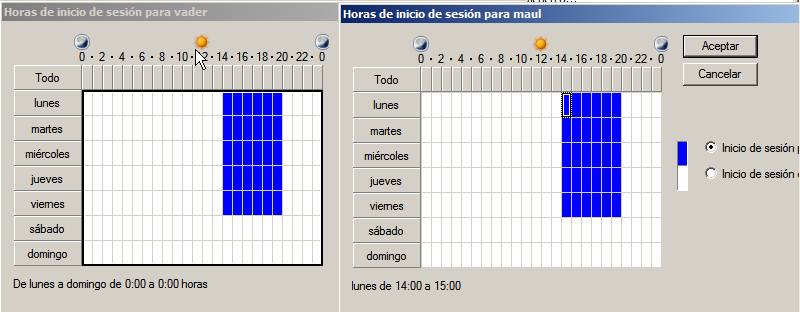 Horas de inicio de sesión para vader
0 · 2 · 4 · 6 · 8 · 10 · 12 · 14 · 16 · 18 · 20 · 22 · 0
Todo
lunes
martes
miércoles
jueves
viernes
sábado
domingo
De lunes a domingo de 0:00 a 0:00 horas
Horas de inicio de sesión para maul
0 · 2 · 4 · 6 · 8 · 10 · 12 · 14 · 16 · 18 · 20 · 22 · 0
Todo
lunes
martes
miércoles
jueves
viernes
sábado
domingo
lunes de 14:00 a 15:00
Aceptar
Cancelar
Inicio de sesión
Inicio de sesión